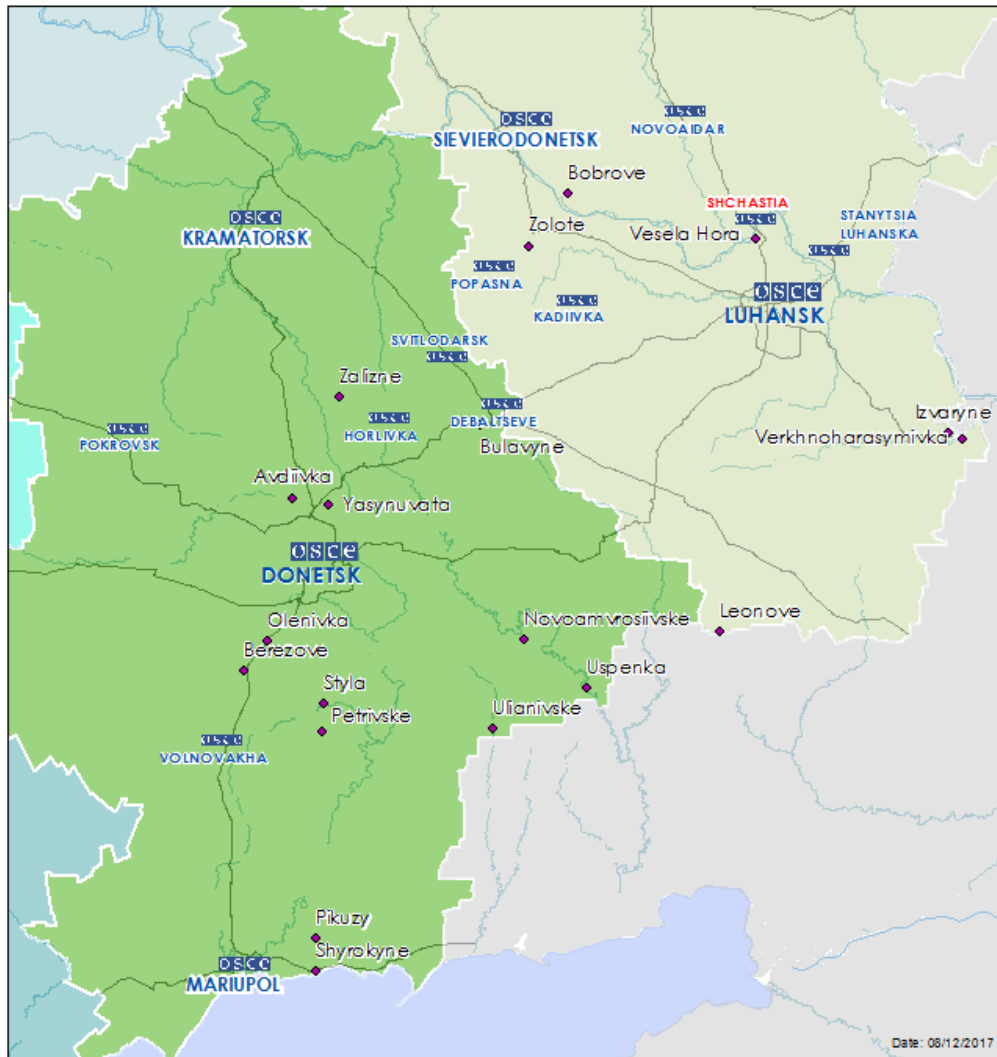 osce
SIEVIERODONETSK
osce
NOVOAIDAR
Bobrove
SHCHASTIA
osce
STANYTSIA
LUHANSKA
osce
osce
KRAMATORSK
Zolote
Vesela Hora
osce
POPASNA
osce
KADIIVKA
osce
LUHANSK
SVITLODARSK
osce
Zalizne
osce
HORLIVKA
osce
DEBALTSEVE
Bulavyne
osce
POKROVSK
Izvaryne
Verkhnoharasymivka
Avdiivka
Yasynuvata
osce
DONETSK
Olenivka
Berezove
Novoamvrosiivske
Leonove
Styla
Uspenka
Petrivske
Ulianivske
osce
VOLNOVAKHA
Pikuzy
Shyrokyne
osce
MARIUPOL
Date: 08/12/2017